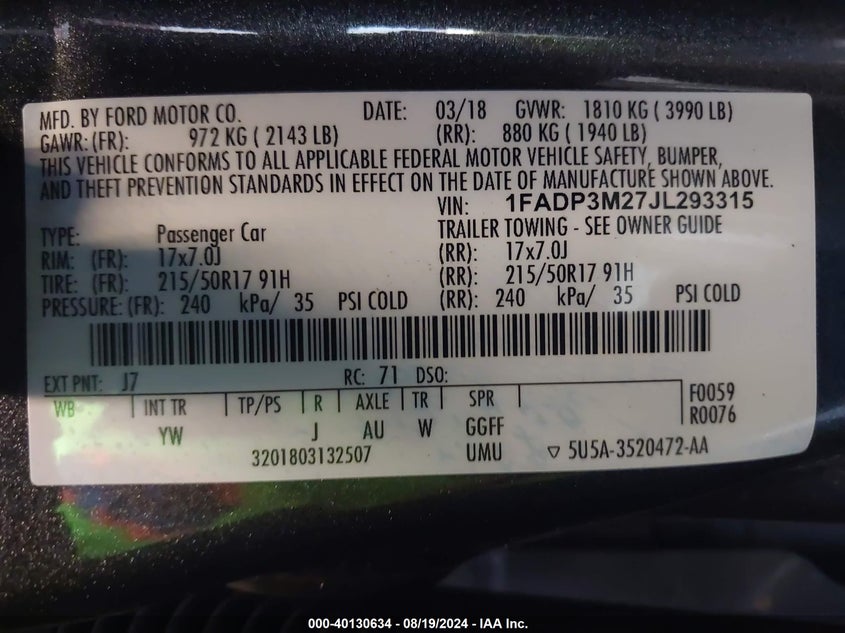 MFD. BY FORD MOTOR CO. DATE: 03/18 GVWR: 1810 KG ( 3990 LB)
GAWR: (FR): 972 KG ( 2143 LB) (RR): 880 KG ( 1940 LB)
THIS VEHICLE CONFORMS TO ALL APPLICABLE FEDERAL MOTOR VEHICLE SAFETY, BUMPER,
AND THEFT PREVENTION STANDARDS IN EFFECT ON THE DATE OF MANUFACTURE SHOWN ABOVE.
VIN: 1FADP3M27JL293315
TYPE: Passenger Car TRAILER TOWING - SEE OWNER GUIDE
RIM: (FR): 17x7.0J (RR): 17x7.0J
TIRE: (FR): 215/50R17 91H (RR): 215/50R17 91H
PRESSURE: (FR): 240 kPa/ 35 PSI COLD (RR): 240 kPa/ 35 PSI COLD
EXT PNT: J7 RC: 71 DSO:
WB INT TR TP/PS R AXLE TR SPR F0059
YW J AU W GGFF R0076
3201803132507 UMU ▽ 5U5A-3520472-AA
000-40130634 - 08/19/2024 - IAA Inc.